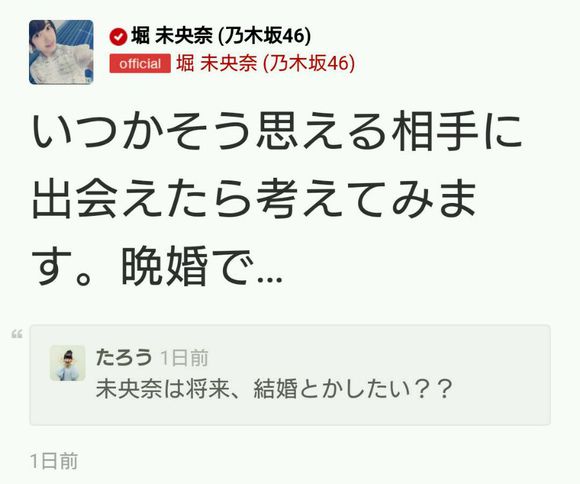 堀 未央奈 (乃木坂46)
official 堀 未央奈 (乃木坂46)
いつかそう思える相手に
出会えたら考えてみま
す。晩婚で...
たろう 1日前
未央奈は将来、結婚とかしたい？？
1日前